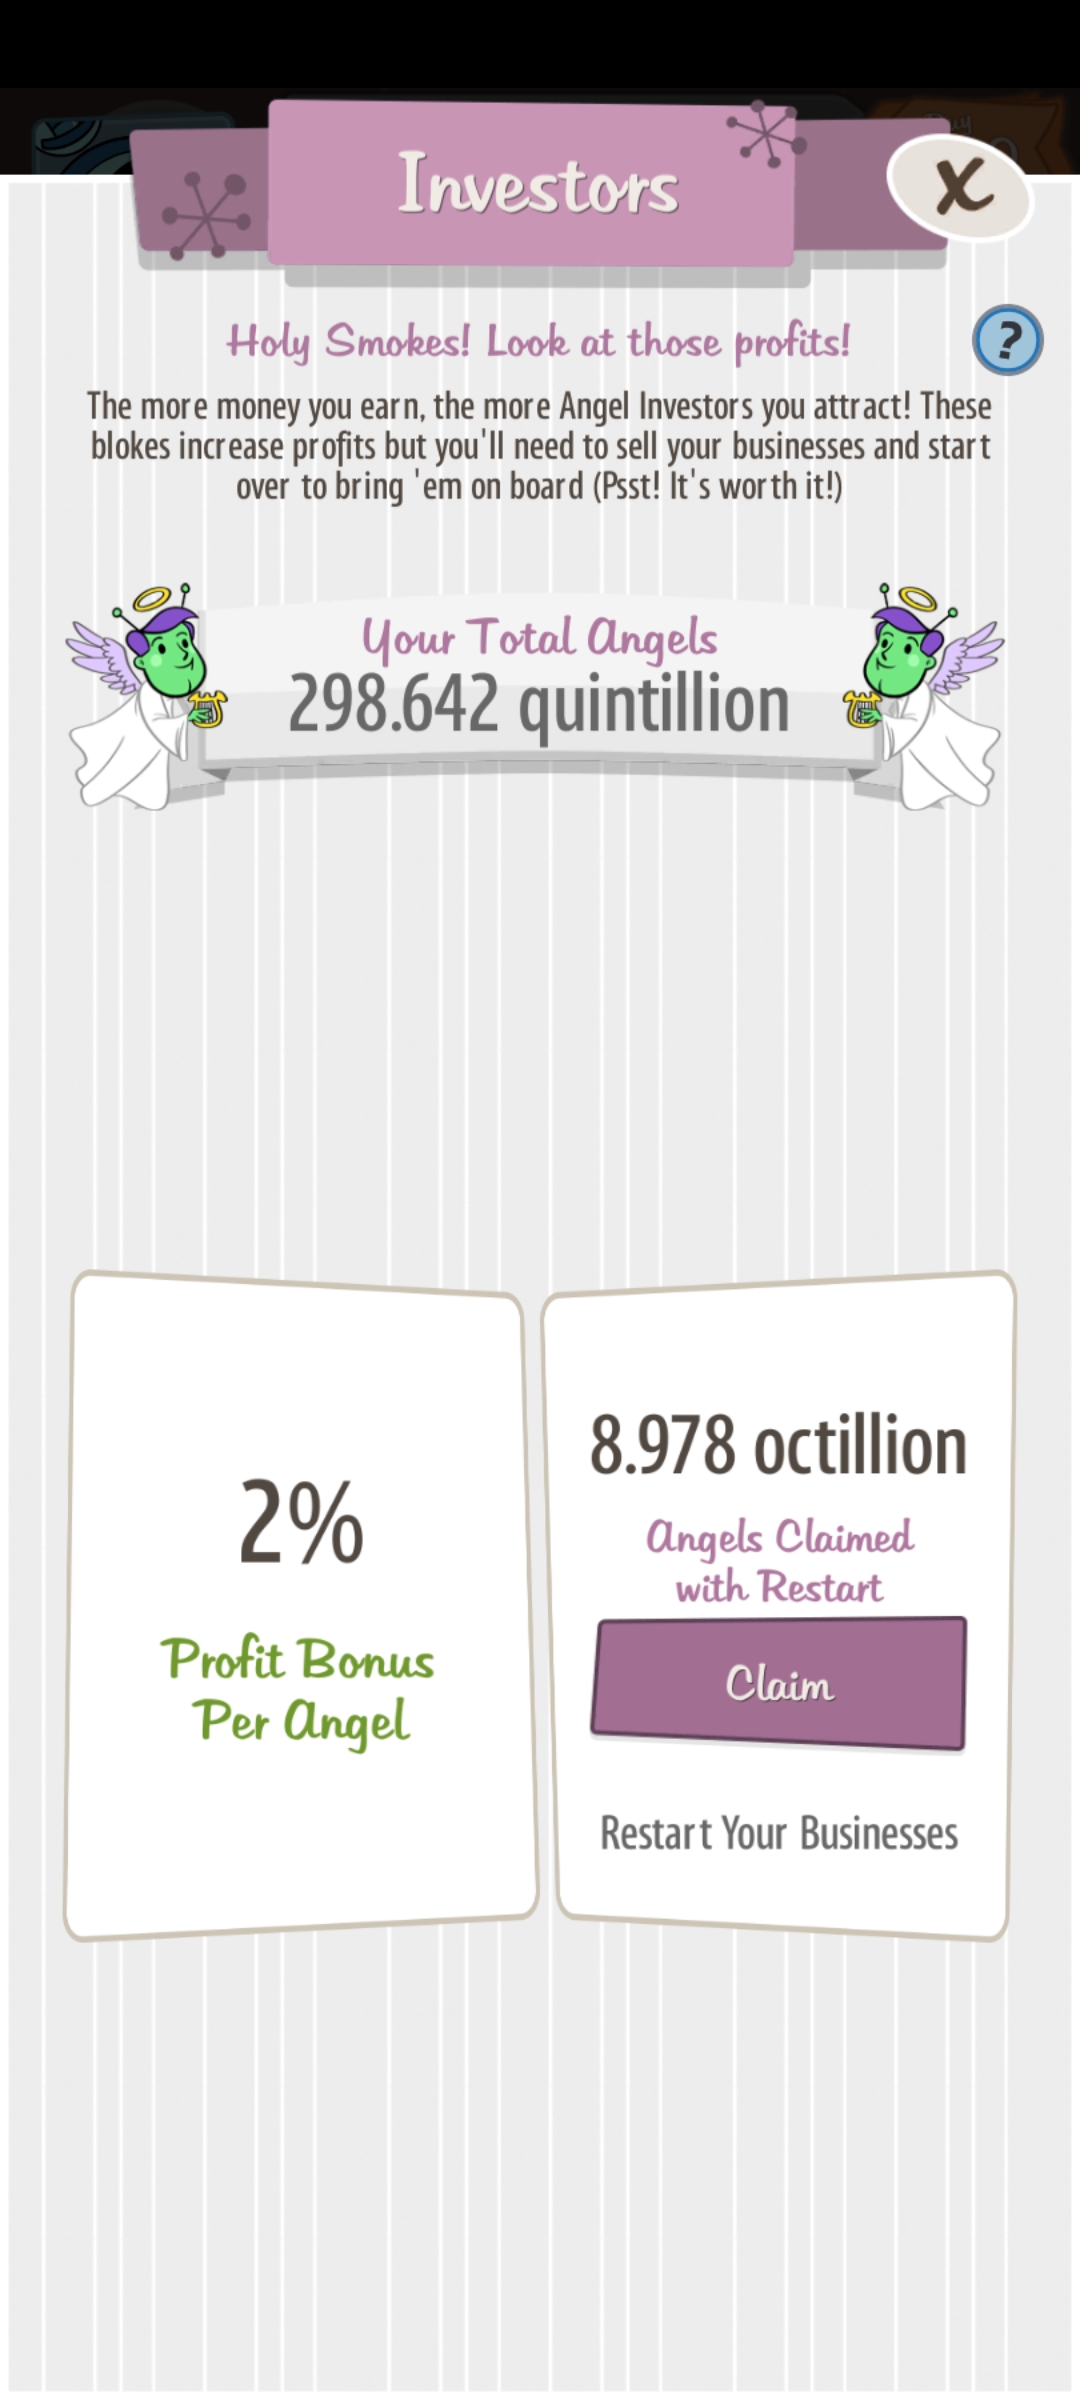 Investors
X
Holy Smokes! Look at those profits!
?
The more money you earn, the more Angel Investors you attract! These
blokes increase profits but you'll need to sell your businesses and start
over to bring 'em on board (Psst! It's worth it!)
Your Total Angels
298.642 quintillion
2%
Profit Bonus
Per Angel
8.978 octillion
Angels Claimed
with Restart
Claim
Restart Your Businesses